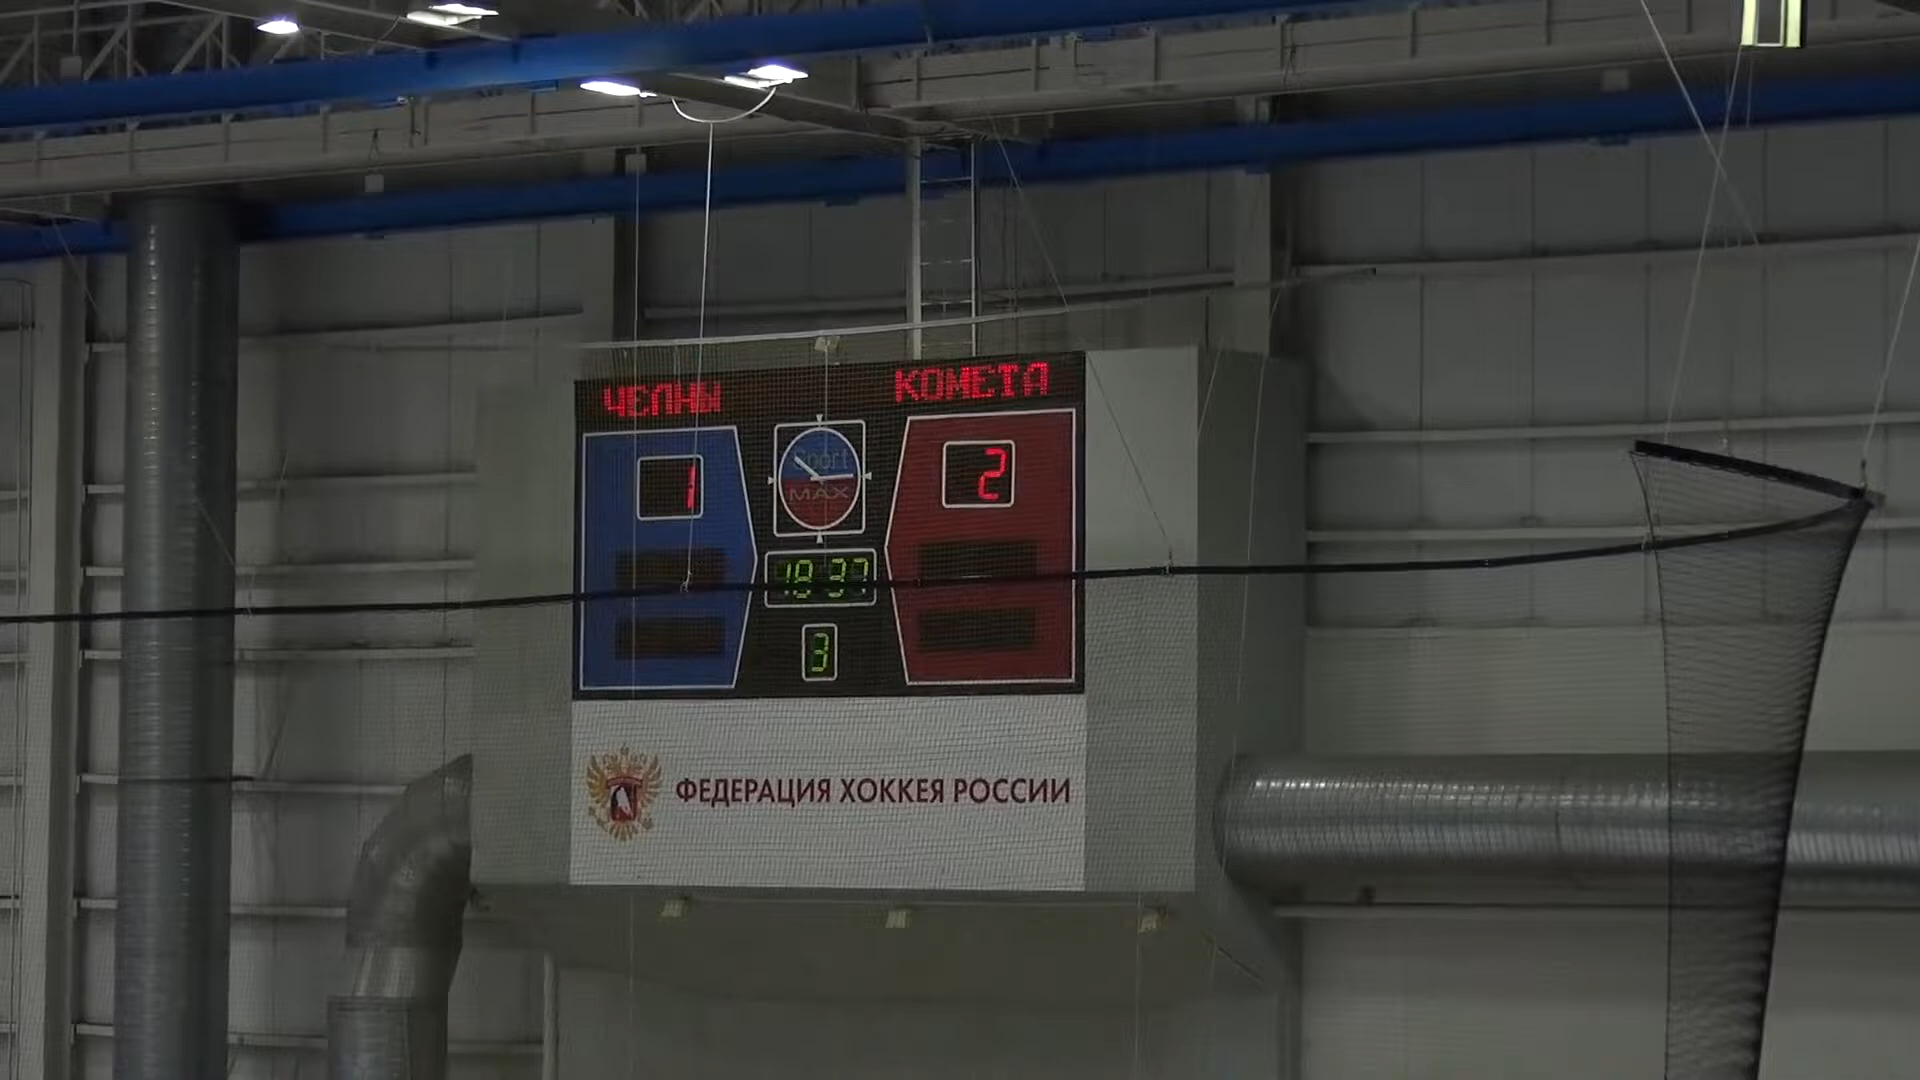 ЧЕЛНЫ
КОМЕТА
1
Sport
MAX
2
18 37
3
ФЕДЕРАЦИЯ ХОККЕЯ РОССИИ